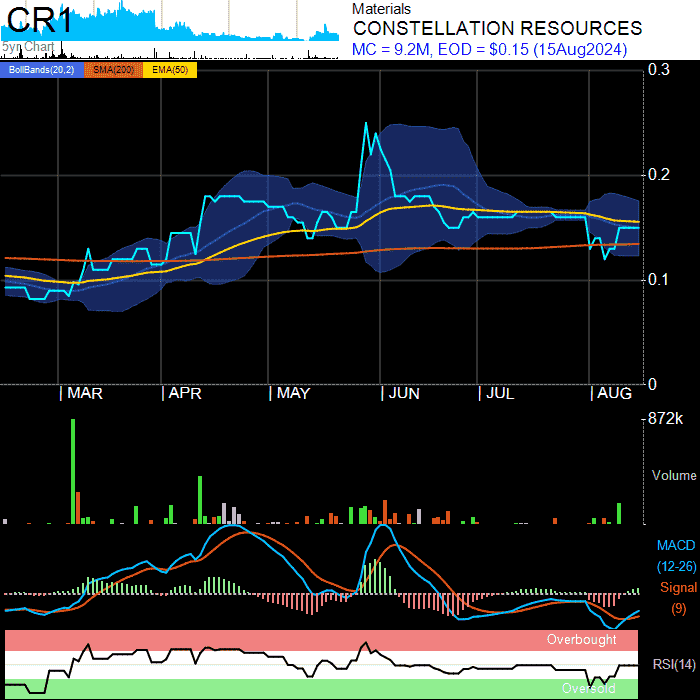 CR1
5yr Chart
Materials
CONSTELLATION RESOURCES
MC = 9.2M, EOD = $0.15 (15Aug2024)
BollBands(20,2) SMA(200) EMA(50)
0.3
0.2
0.1
0
MAR APR MAY JUN JUL AUG
872k
Volume
MACD
(12-26)
Signal
(9)
Overbought
RSI(14)
Oversold